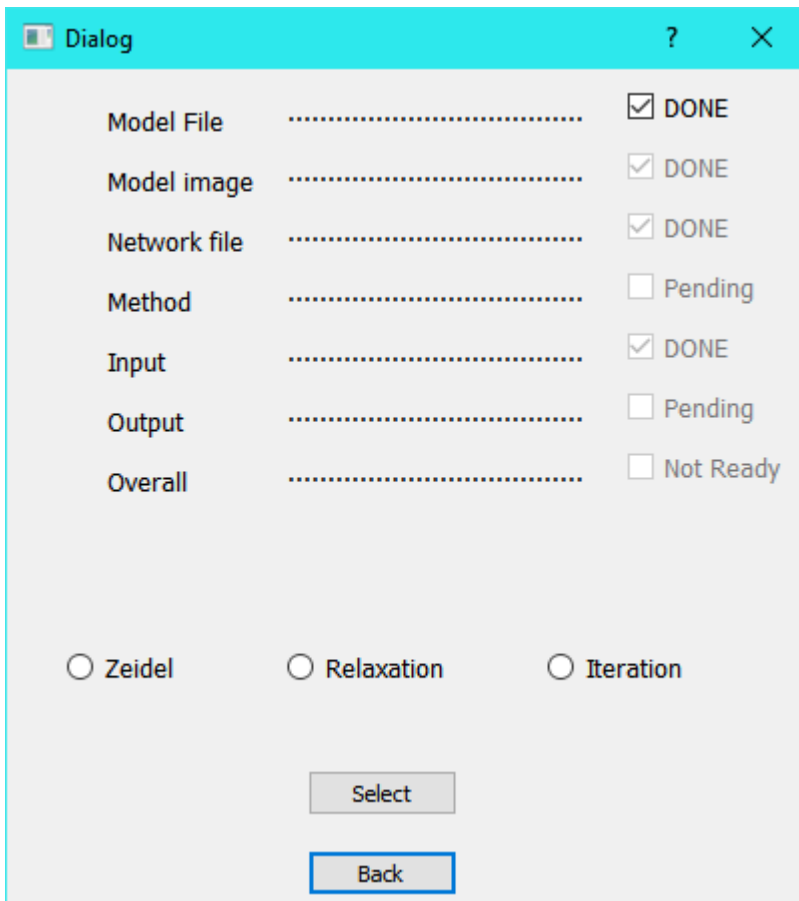 Dialog ?
Model File .................................... DONE
Model image .................................... DONE
Network file .................................... DONE
Method .................................... Pending
Input .................................... DONE
Output .................................... Pending
Overall .................................... Not Ready
Zeidel Relaxation Iteration
Select
Back